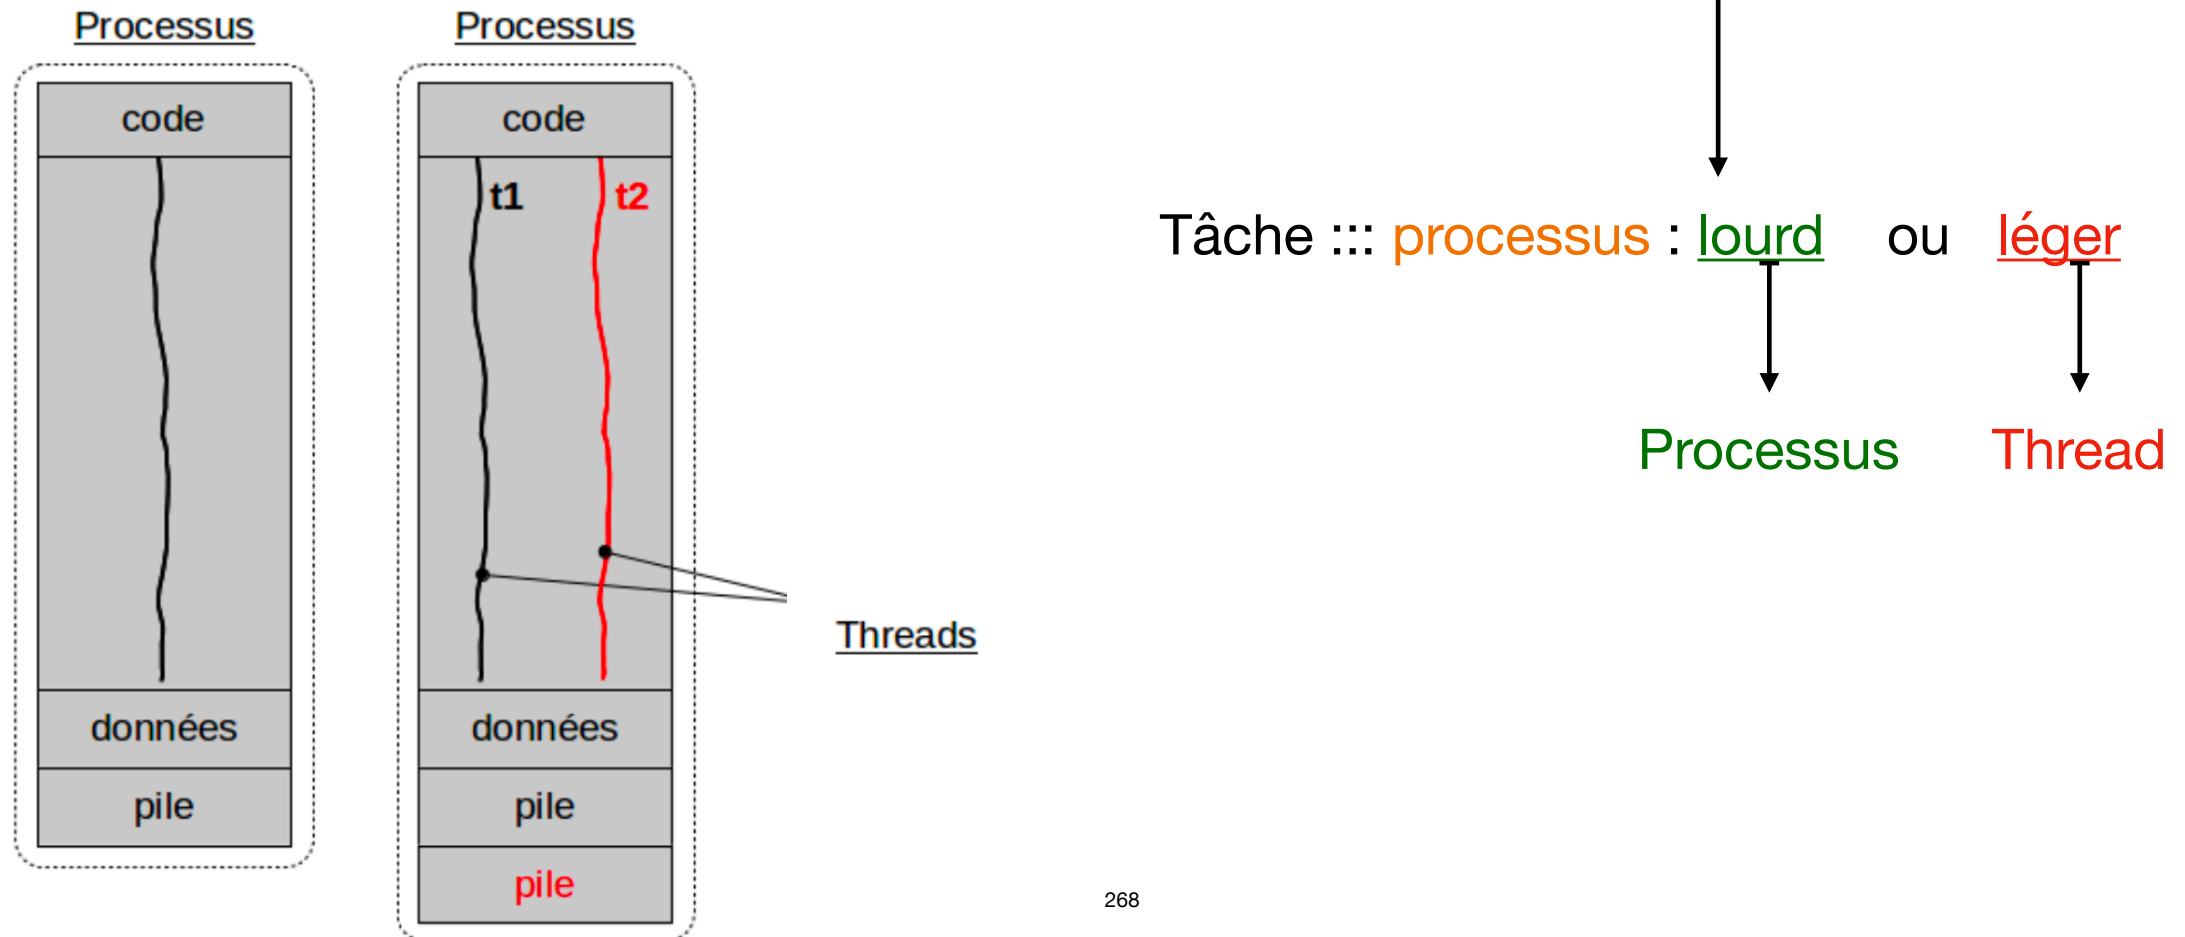 Processus
code
données
pile
Processus
code
t1
t2
données
pile
pile
Threads
Tâche ::: processus : lourd ou léger
Processus
Thread
268